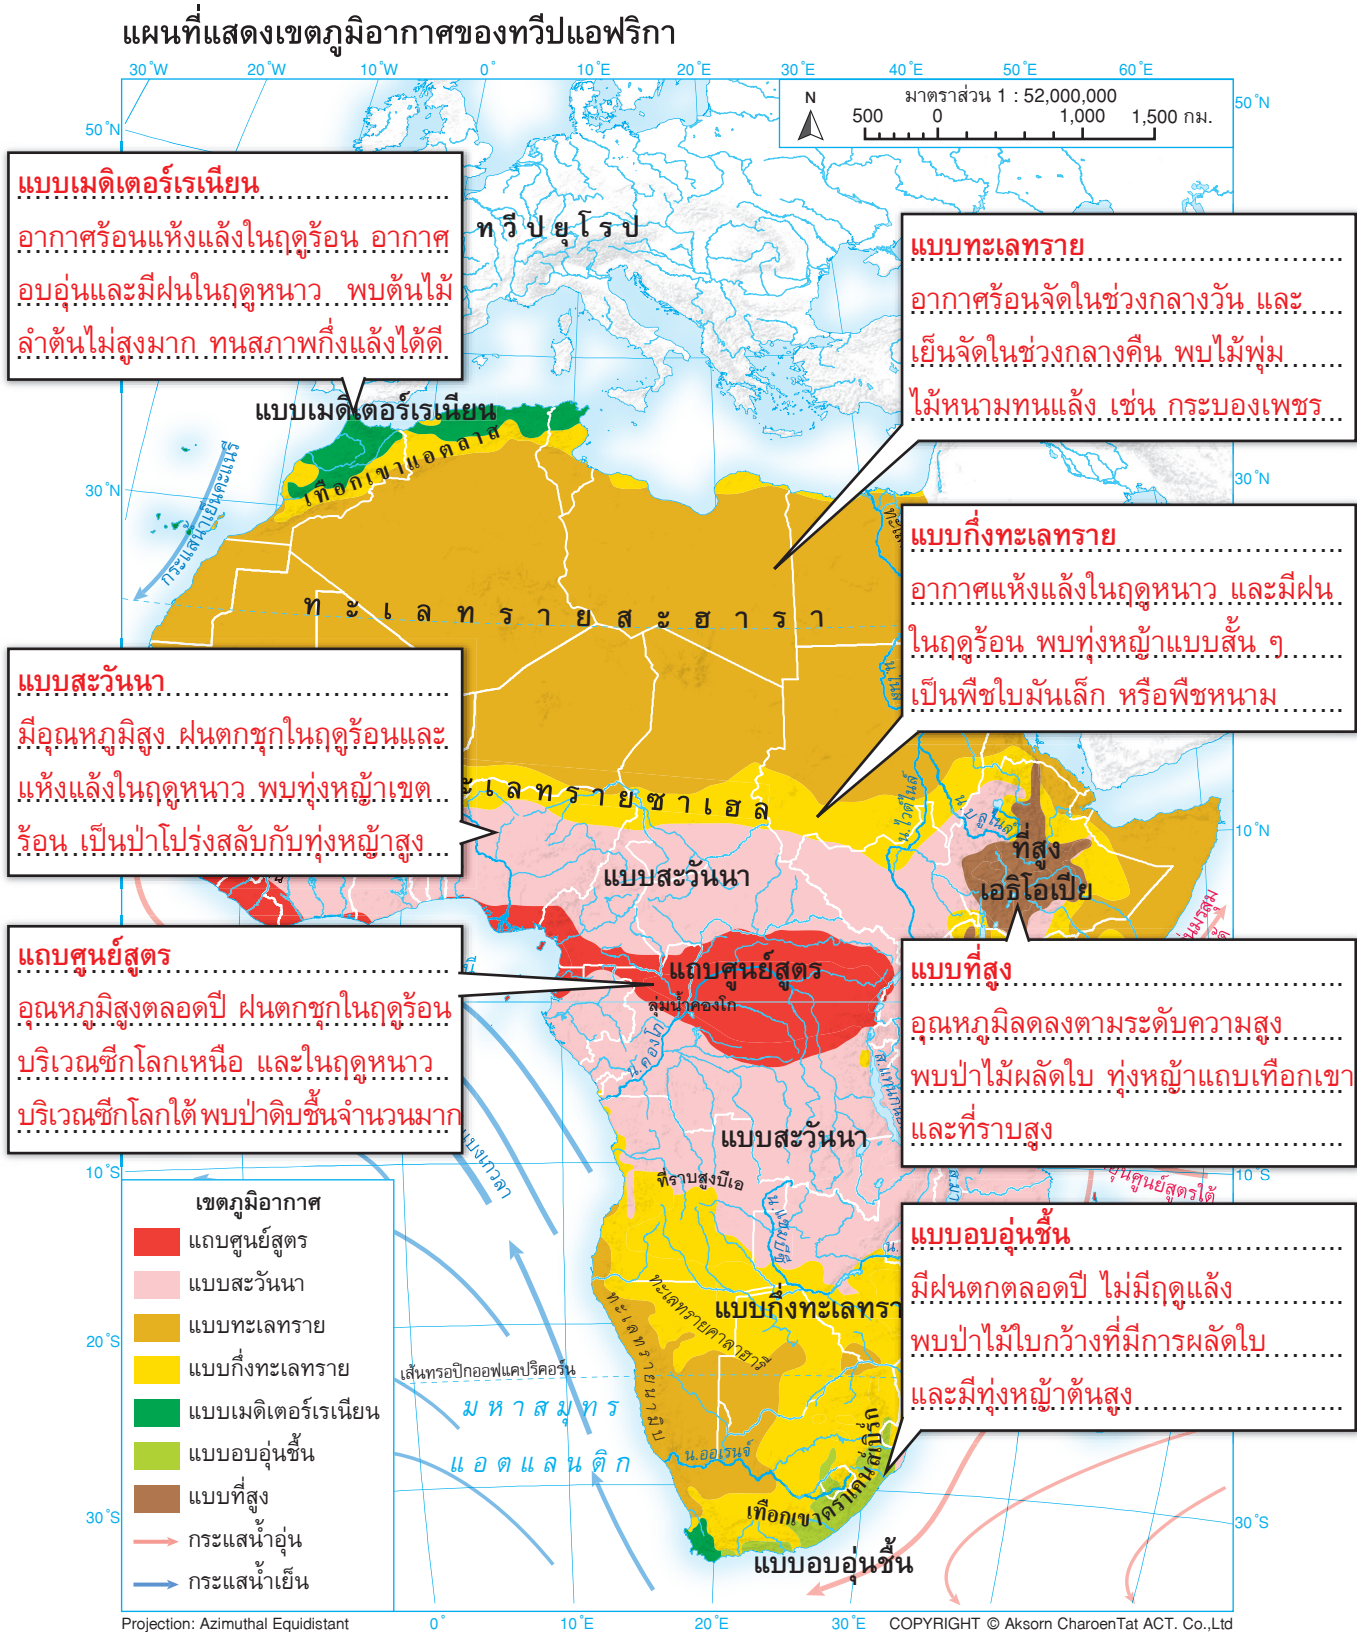 แผนที่แสดงเขตภูมิอากาศของทวีปแอฟริกา
30°W 20°W 10°W 0° 10°E 20°E 30°E 40°E 50°E 60°E
50°N
50°N
N
มาตราส่วน 1 : 52,000,000
500 0 1,000 1,500 กม.
แบบเมดิเตอร์เรเนียน
อากาศร้อนแห้งแล้งในฤดูร้อน อากาศ
อบอุ่นและมีฝนในฤดูหนาว พบต้นไม้
ลำต้นไม่สูงมาก ทนสภาพกึ่งแล้งได้ดี
ทวีปยุโรป
แบบทะเลทราย
อากาศร้อนจัดในช่วงกลางวัน และ
เย็นจัดในช่วงกลางคืน พบไม้พุ่ม
ไม้หนามทนแล้ง เช่น กระบองเพชร
แบบเมดิเตอร์เรเนียน
เทือกเขาแอตลาส
กระแสน้ำเย็นคะแนรี
30°N
30°N
แบบกึ่งทะเลทราย
อากาศแห้งแล้งในฤดูหนาว และมีฝน
ในฤดูร้อน พบทุ่งหญ้าแบบสั้น ๆ
เป็นพืชใบมันเล็ก หรือพืชหนาม
ทะเลทรายสะฮารา
แบบสะวันนา
มีอุณหภูมิสูง ฝนตกชุกในฤดูร้อนและ
แห้งแล้งในฤดูหนาว พบทุ่งหญ้าเขต
ร้อน เป็นป่าโปร่งสลับกับทุ่งหญ้าสูง
ะเลทรายซาเฮล
น.ไวต์ไนล์
น.บลูไนล์
10°N
ที่สูง
เอธิโอเปีย
แบบสะวันนา
แถบศูนย์สูตร
อุณหภูมิสูงตลอดปี ฝนตกชุกในฤดูร้อน
บริเวณซีกโลกเหนือ และในฤดูหนาว
บริเวณซีกโลกใต้ พบป่าดิบชื้นจำนวนมาก
แถบศูนย์สูตร
ลุ่มน้ำคองโก
น.คองโก
แบบที่สูง
อุณหภูมิลดลงตามระดับความสูง
พบป่าไม้ผลัดใบ ทุ่งหญ้าแถบเทือกเขา
และที่ราบสูง
แบบสะวันนา
ที่ราบสูงบีเอ
น.แซมบีซี
10°S
10°S
แบบอบอุ่นชื้น
มีฝนตกตลอดปี ไม่มีฤดูแล้ง
พบป่าไม้ใบกว้างที่มีการผลัดใบ
และมีทุ่งหญ้าต้นสูง
แบบกึ่งทะเลทรา
ทะเลทรายคาลาฮารี
ทะเลทรายนามิบ
20°S
เส้นทรอปิกออฟแคปริคอร์น
มหาสมุทร
แอตแลนติก
น.ออเรนจ์
เทือกเขาดราเคนส์เบิร์ก
แบบอบอุ่นชื้น
30°S
30°S
เขตภูมิอากาศ
แถบศูนย์สูตร
แบบสะวันนา
แบบทะเลทราย
แบบกึ่งทะเลทราย
แบบเมดิเตอร์เรเนียน
แบบอบอุ่นชื้น
แบบที่สูง
กระแสน้ำอุ่น
กระแสน้ำเย็น
Projection: Azimuthal Equidistant
0° 10°E 20°E 30°E
COPYRIGHT © Aksorn CharoenTat ACT. Co.,Ltd